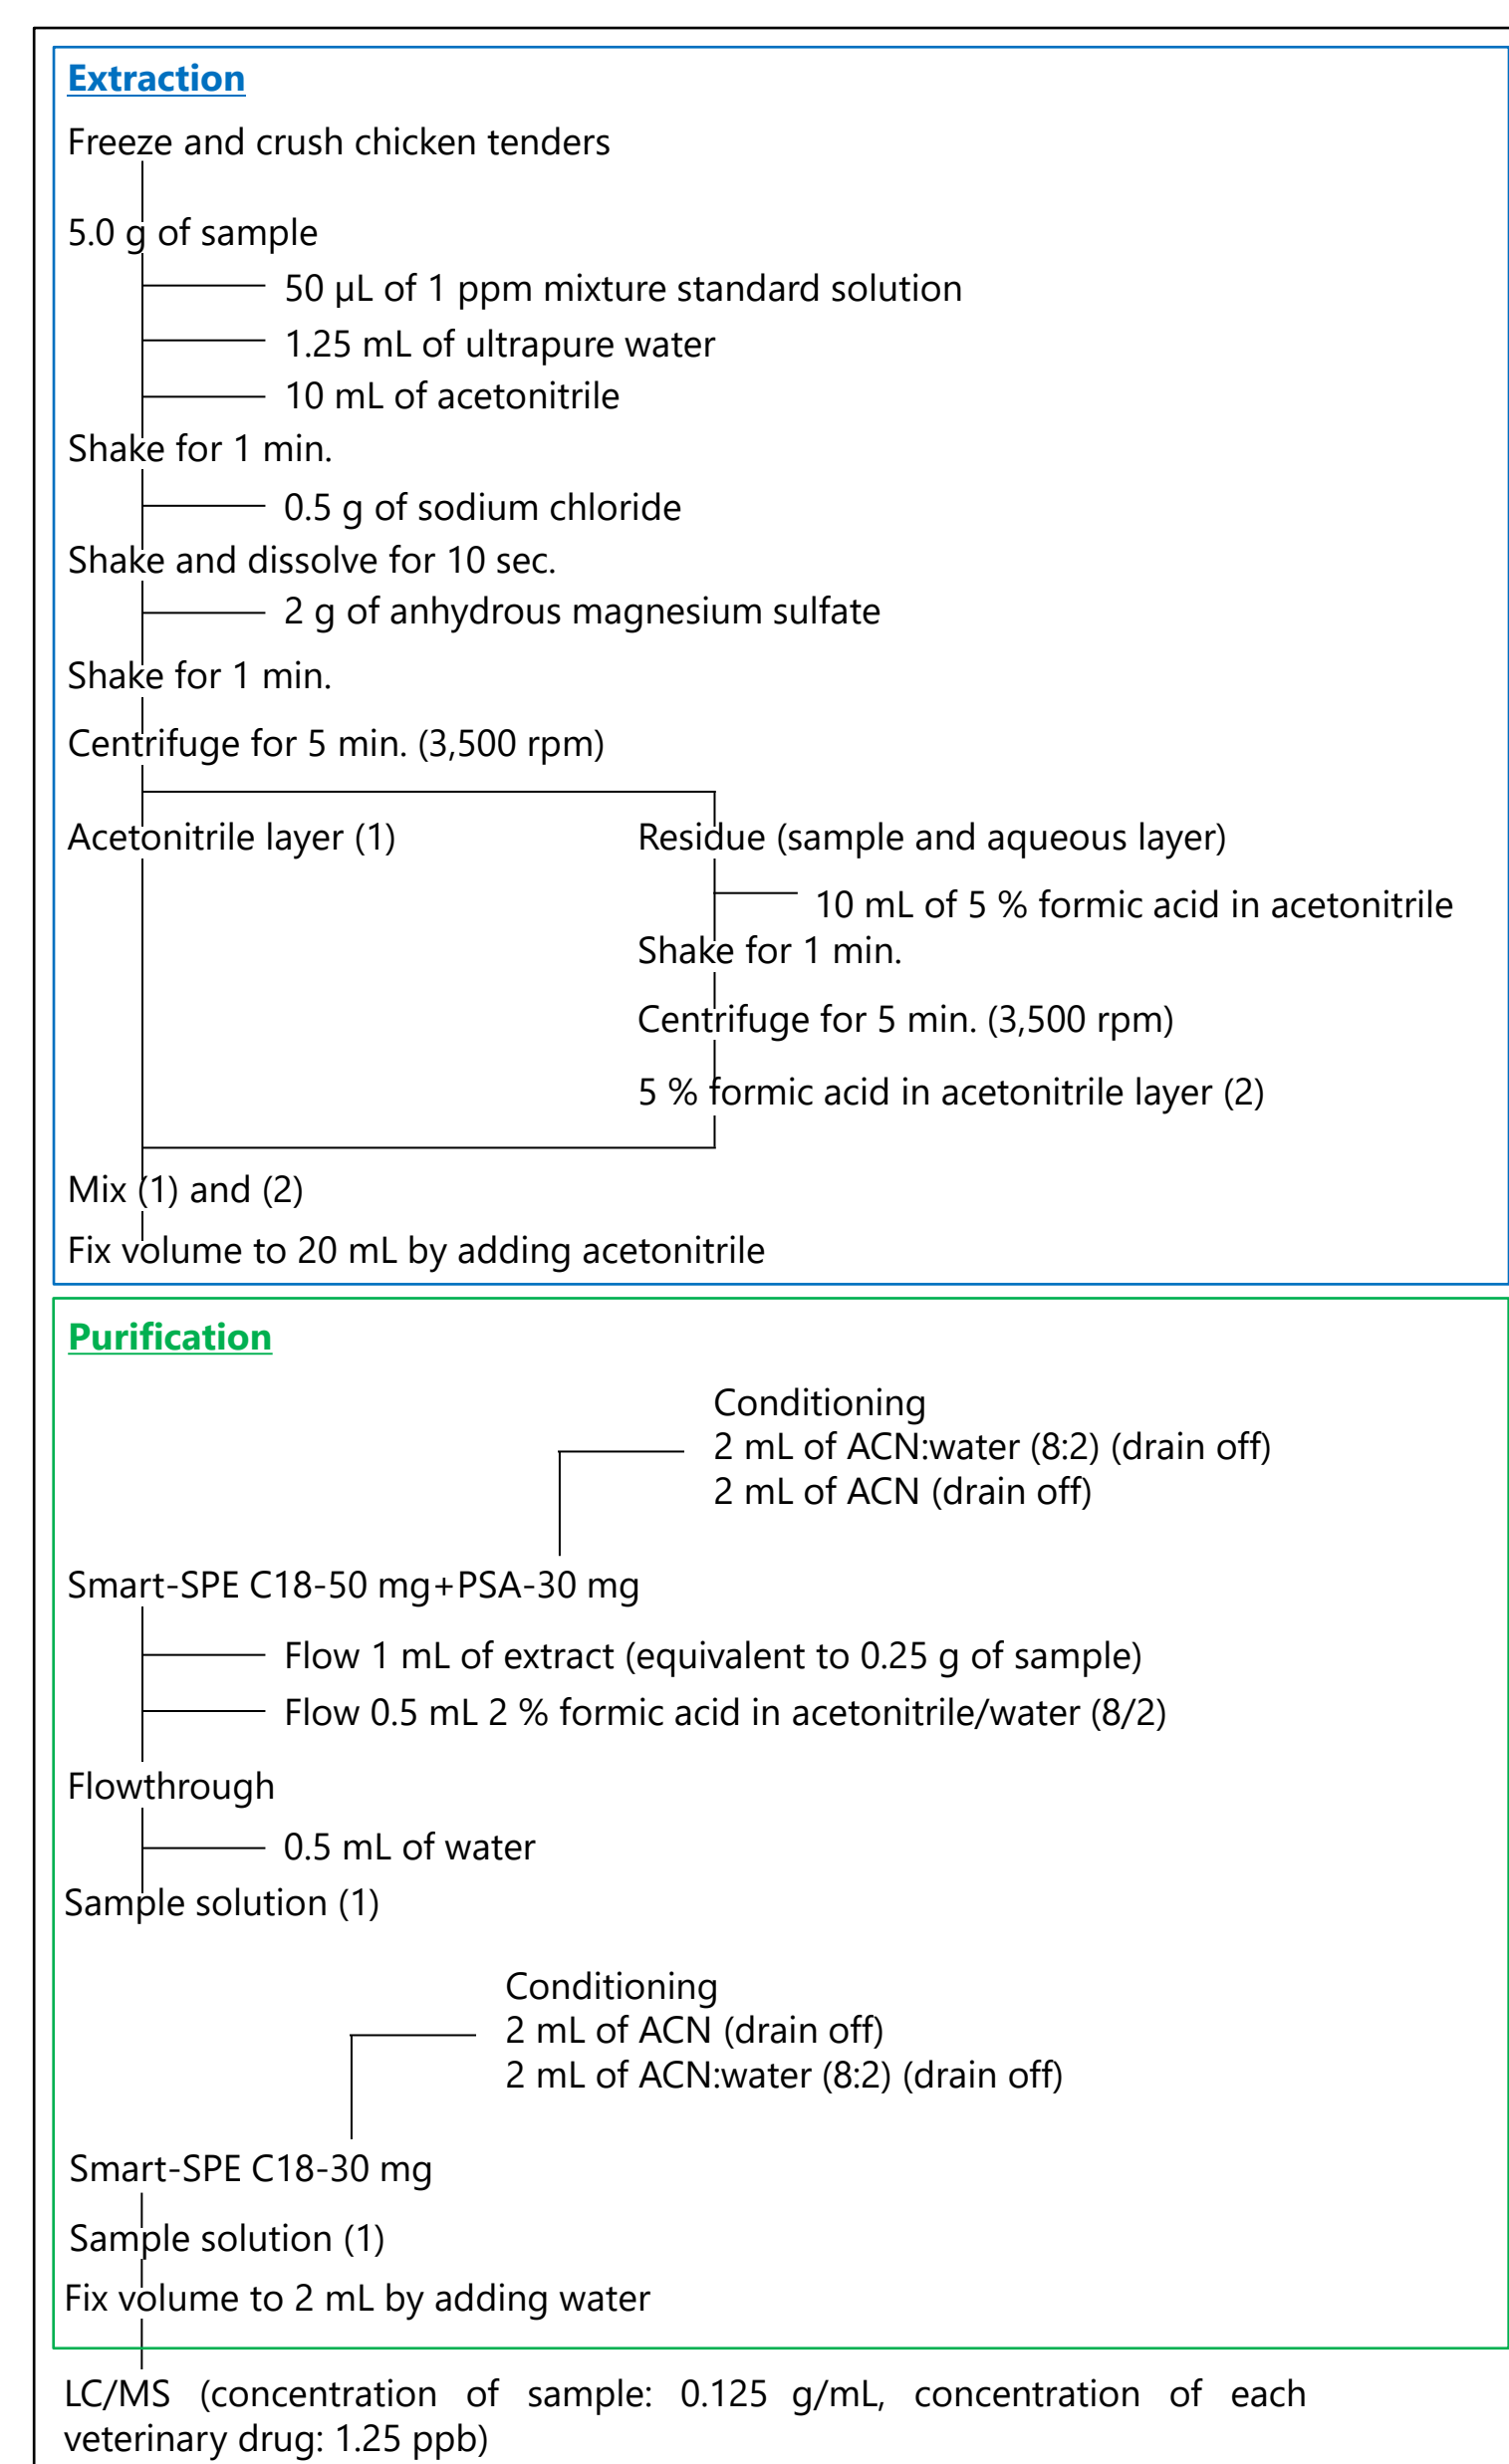 Extraction
Freeze and crush chicken tenders
5.0 g of sample
50 μL of 1 ppm mixture standard solution
1.25 mL of ultrapure water
10 mL of acetonitrile
Shake for 1 min.
0.5 g of sodium chloride
Shake and dissolve for 10 sec.
2 g of anhydrous magnesium sulfate
Shake for 1 min.
Centrifuge for 5 min. (3,500 rpm)
Acetonitrile layer (1)
Residue (sample and aqueous layer)
10 mL of 5 % formic acid in acetonitrile
Shake for 1 min.
Centrifuge for 5 min. (3,500 rpm)
5 % formic acid in acetonitrile layer (2)
Mix (1) and (2)
Fix volume to 20 mL by adding acetonitrile
Purification
Conditioning
2 mL of ACN:water (8:2) (drain off)
2 mL of ACN (drain off)
Smart-SPE C18-50 mg+PSA-30 mg
Flow 1 mL of extract (equivalent to 0.25 g of sample)
Flow 0.5 mL 2 % formic acid in acetonitrile/water (8/2)
Flowthrough
0.5 mL of water
Sample solution (1)
Conditioning
2 mL of ACN (drain off)
2 mL of ACN:water (8:2) (drain off)
Smart-SPE C18-30 mg
Sample solution (1)
Fix volume to 2 mL by adding water
LC/MS (concentration of sample: 0.125 g/mL, concentration of each
veterinary drug: 1.25 ppb)